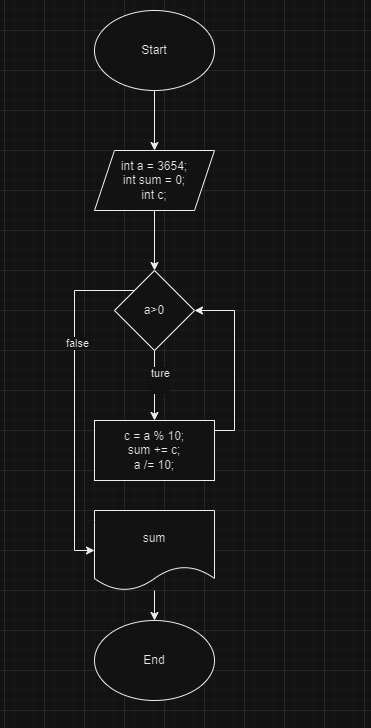 Start
int a = 3654;
int sum = 0;
int c;
a>0
false
ture
c = a % 10;
sum += c;
a /= 10;
sum
End